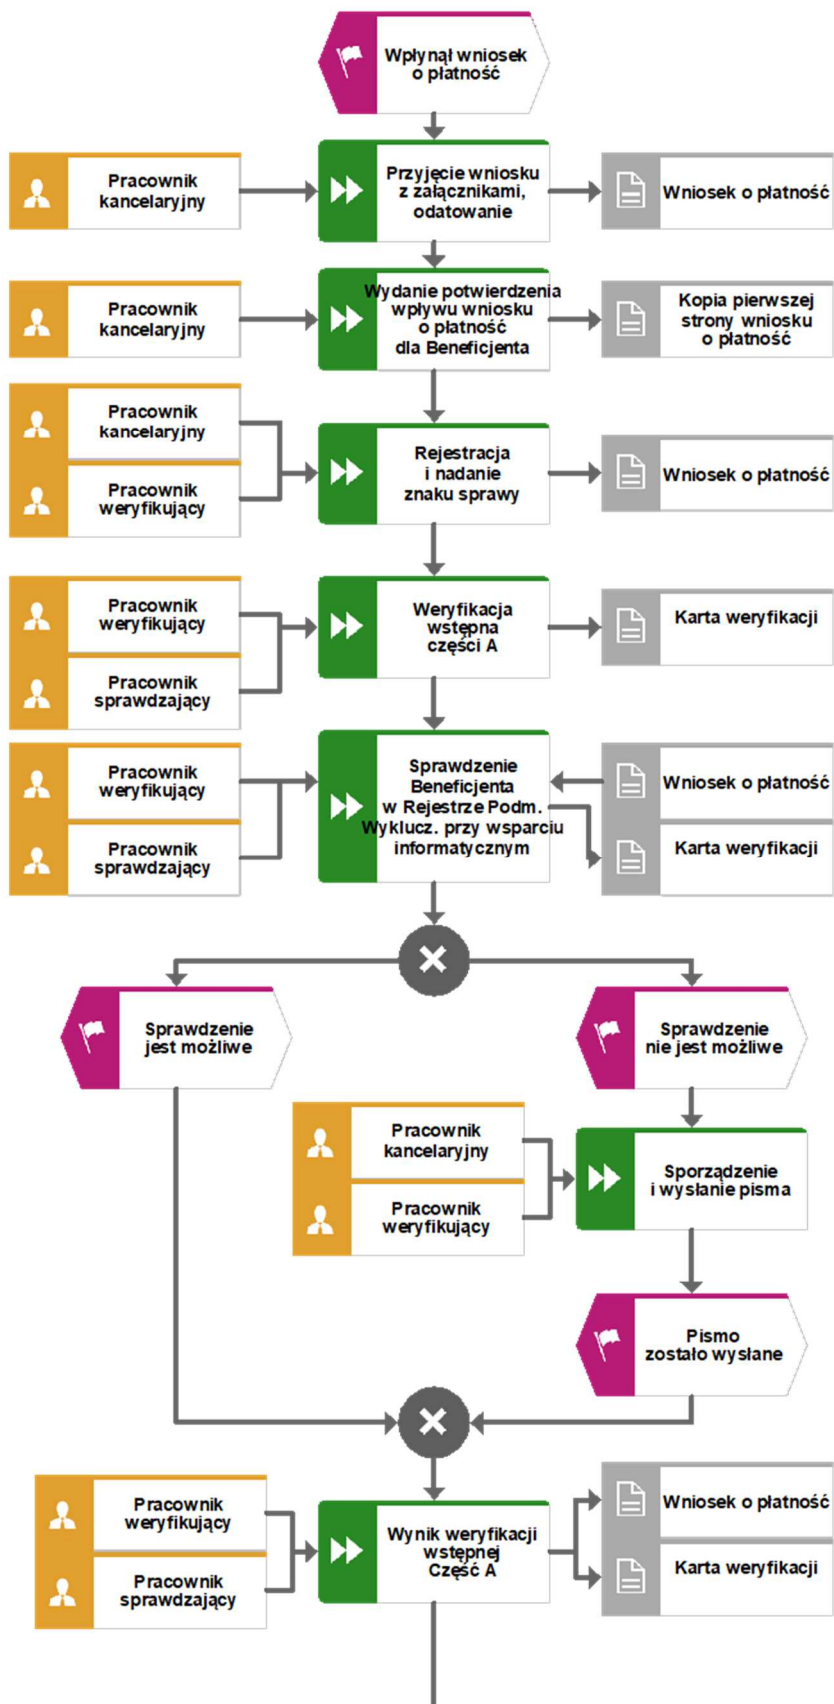 Wpłynął wniosek
o płatność
Pracownik
kancelaryjny
Przyjęcie wniosku
z załącznikami,
odatowanie
Wniosek o płatność
Pracownik
kancelaryjny
Wydanie potwierdzenia
wpływu wniosku
o płatność
dla Beneficjenta
Kopia pierwszej
strony wniosku
o płatność
Pracownik
kancelaryjny
Pracownik
weryfikujący
Rejestracja
i nadanie
znaku sprawy
Wniosek o płatność
Pracownik
weryfikujący
Pracownik
sprawdzający
Weryfikacja
wstępna
części A
Karta weryfikacji
Pracownik
weryfikujący
Pracownik
sprawdzający
Sprawdzenie
Beneficjenta
w Rejestrze Podm.
Wyklucz. przy wsparciu
informatycznym
Wniosek o płatność
Karta weryfikacji
Sprawdzenie
jest możliwe
Sprawdzenie
nie jest możliwe
Pracownik
kancelaryjny
Pracownik
weryfikujący
Sporządzenie
i wysłanie pisma
Pismo
zostało wysłane
Pracownik
weryfikujący
Pracownik
sprawdzający
Wynik weryfikacji
wstępnej
Część A
Wniosek o płatność
Karta weryfikacji